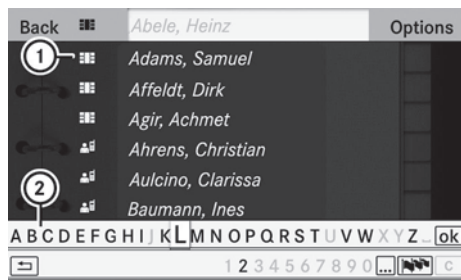 Back Abele, Heinz Options
1 Adams, Samuel
Affeldt, Dirk
Agir, Achmet
Ahrens, Christian
Aulcino, Clarissa
2 Baumann, Ines
A B C D E F G H I J K L M N O P Q R S T U V W X Y Z _ ok
1 2 3 4 5 6 7 8 9 0 ... C